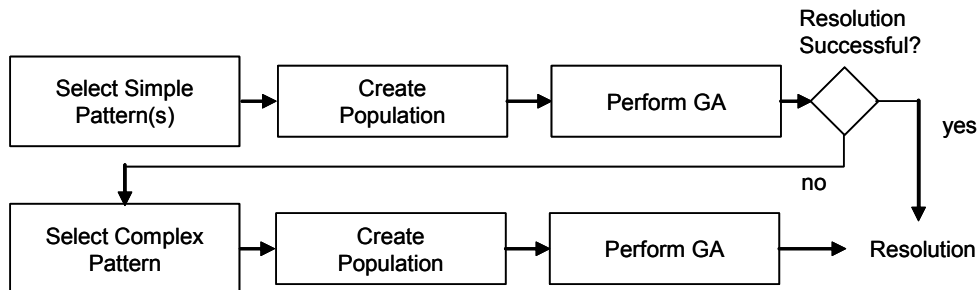 Resolution
Successful?
Select Simple
Pattern(s)
Create
Population
Perform GA
yes
no
Select Complex
Pattern
Create
Population
Perform GA
Resolution